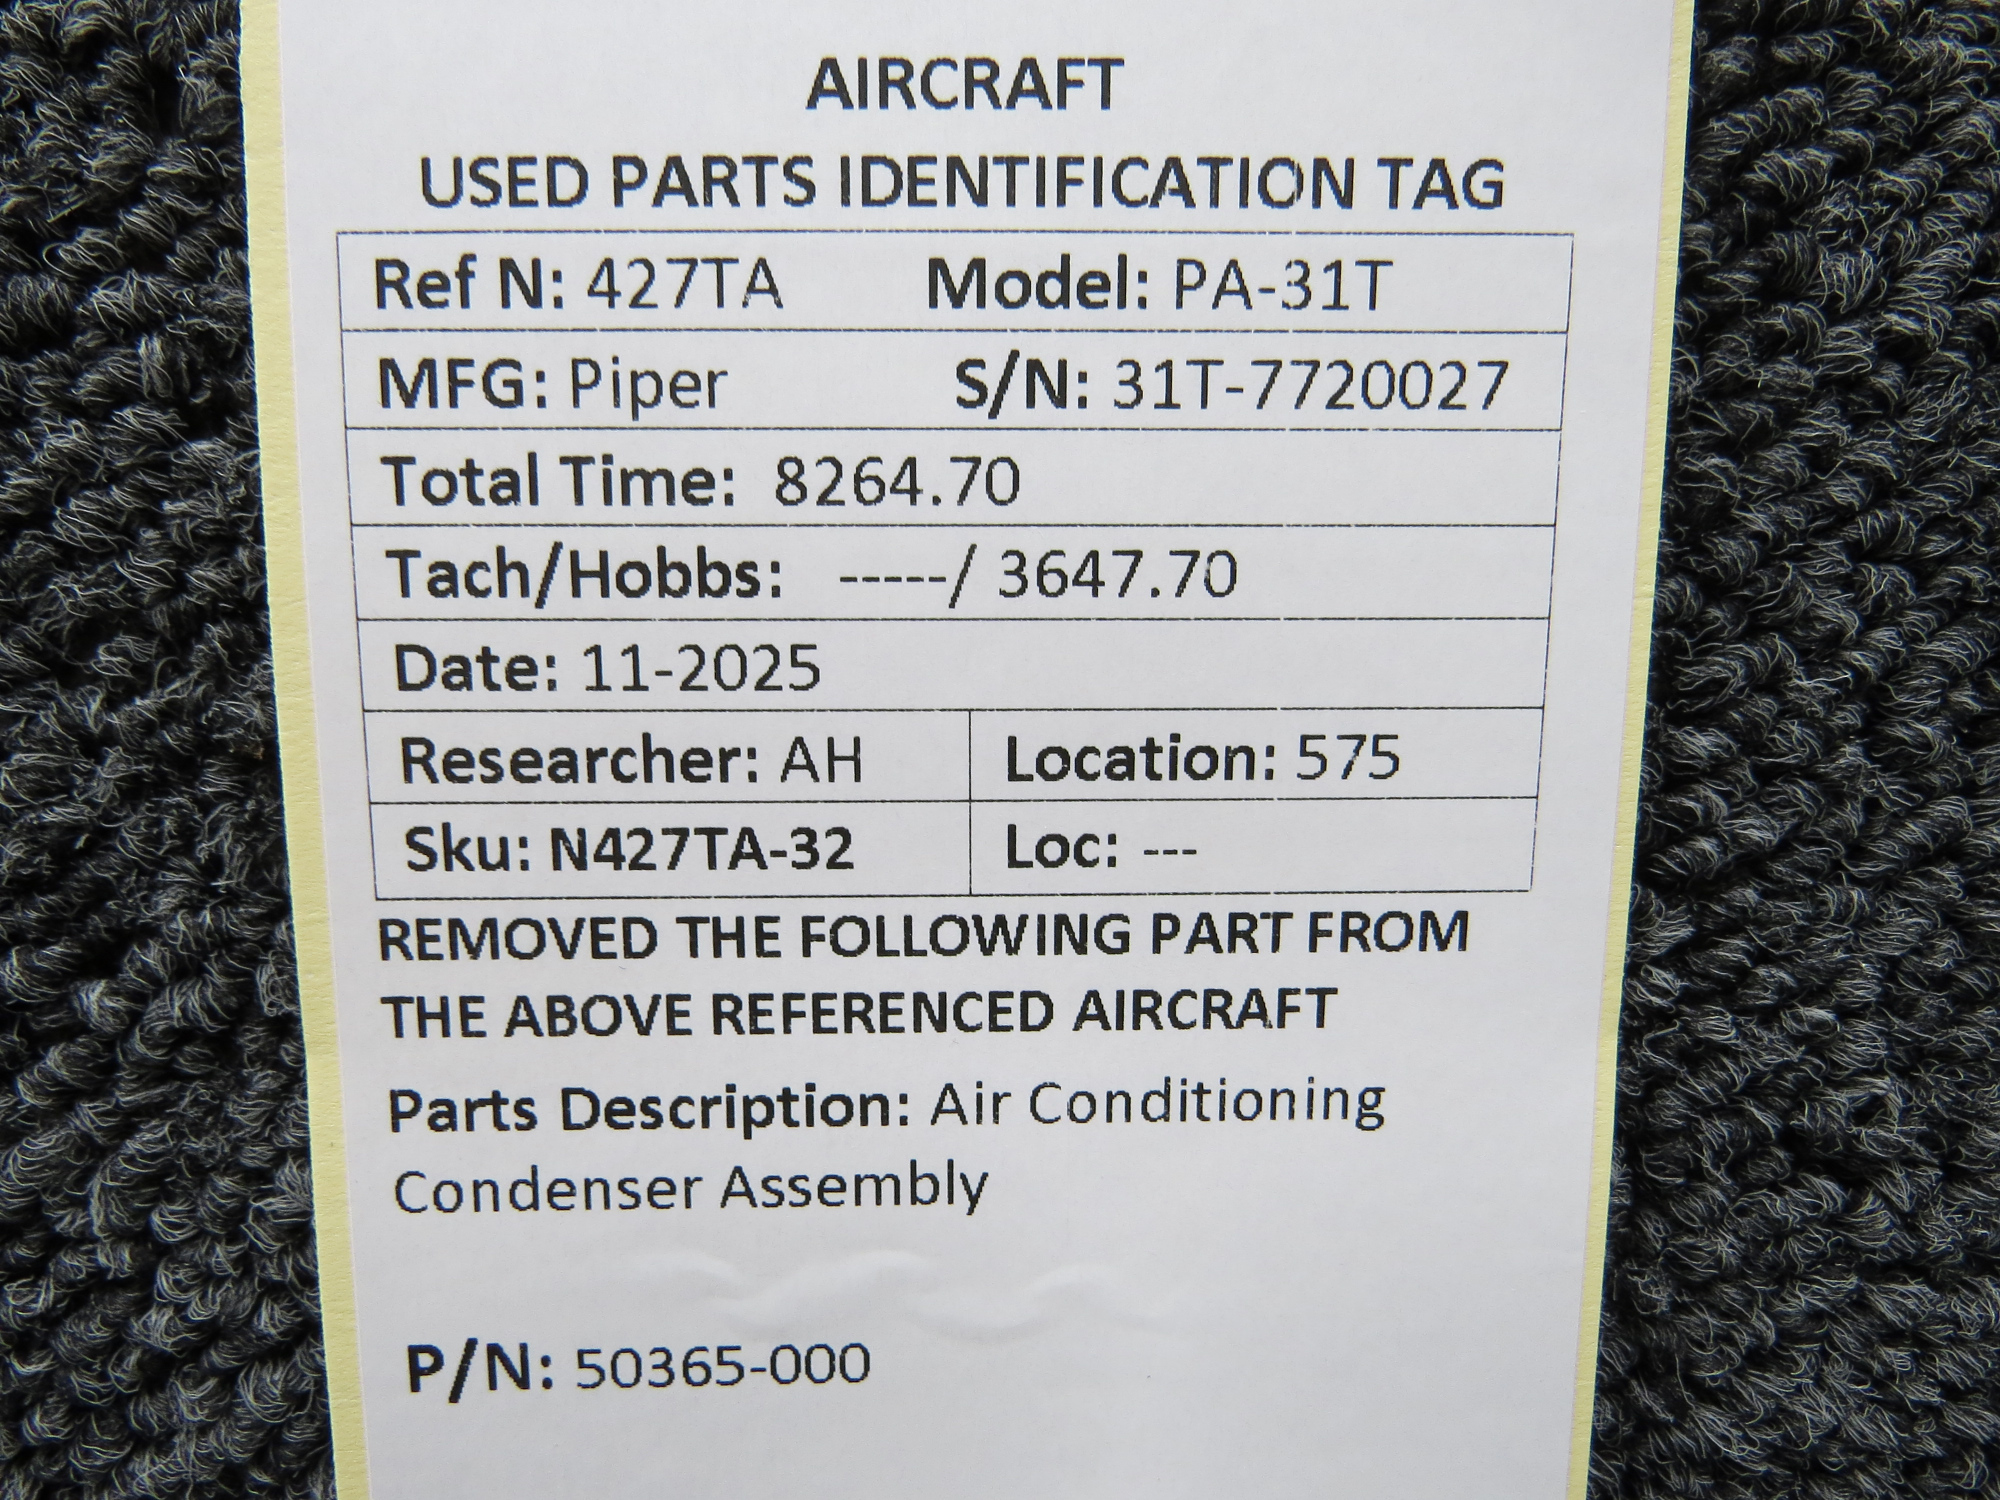 AIRCRAFT
USED PARTS IDENTIFICATION TAG
Ref N: 427TA Model: PA-31T
MFG: Piper S/N: 31T-7720027
Total Time: 8264.70
Tach/Hobbs: -----/ 3647.70
Date: 11-2025
Researcher: AH Location: 575
Sku: N427TA-32 Loc: ---
REMOVED THE FOLLOWING PART FROM
THE ABOVE REFERENCED AIRCRAFT
Parts Description: Air Conditioning
Condenser Assembly
P/N: 50365-000